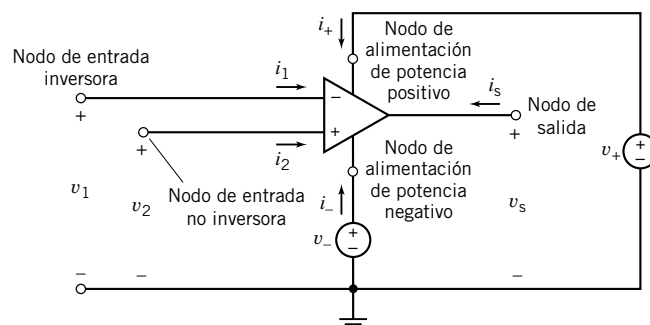 Nodo de entrada
inversora
i₁
i₊
Nodo de
alimentación
de potencia
positivo
iₛ
Nodo de
salida
−
+
+
+
+
i₂
Nodo de entrada
no inversora
Nodo de
alimentación
de potencia
negativo
v₊
+
−
v₁
v₂
i₋
vₛ
v₋
+
−
−
−
−